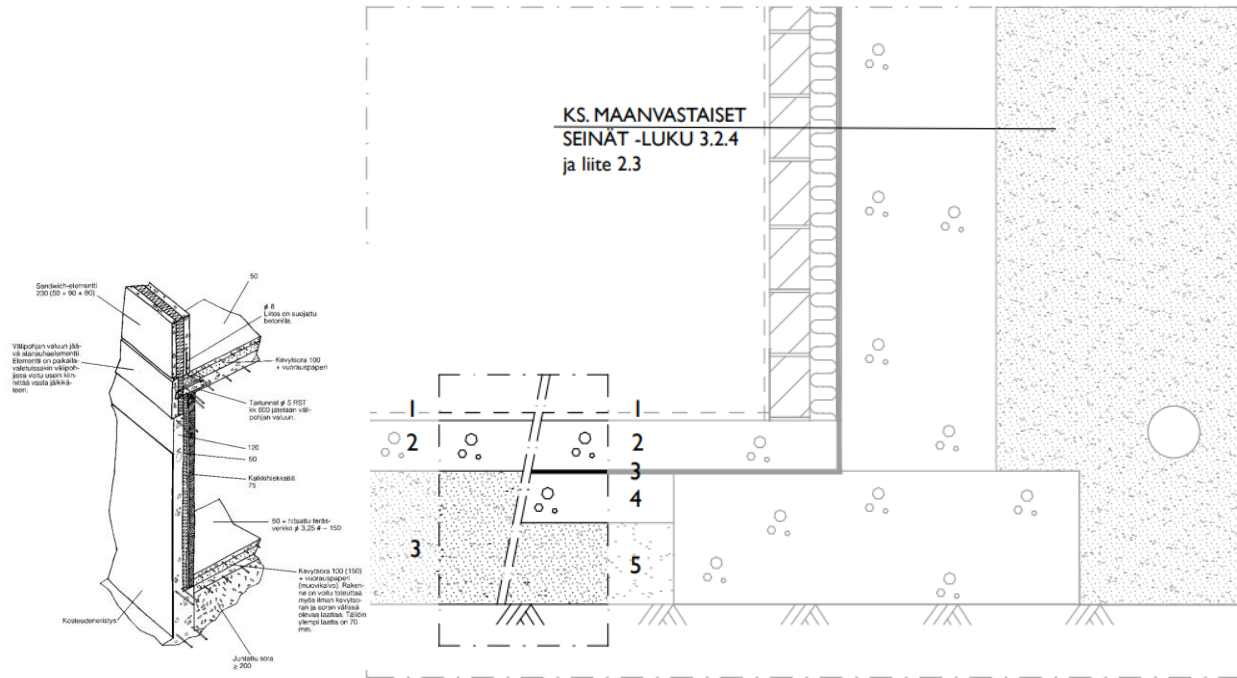 KS. MAANVASTAISET
SEINÄT -LUKU 3.2.4
ja liite 2.3
50
Sandwich-elementti
230 (50 + 90 + 90)
ø 8
Liitos on suojattu
betonilla.
Välipohjan valuun jää-
vä alareunaelementti.
Elementti on paikalla-
valetuissakin välipoh-
jissa voitu usein kiin-
nittää vasta jälkikä-
teen.
Kevytsora 100
+ vuorauspaperi
Tartunnat ø 5 RST
kk 600 jätetään väli-
pohjan valuun.
120
50
Kalkkihiekkatiili
75
50 + hitsattu teräs-
verkko ø 3,25 # – 150
Kevytsora 100 (150)
+ vuorauspaperi
(muovikalvo). Raken-
ne on voitu toteuttaa
myös ilman kevytso-
ran ja soran välissä
olevaa laattaa. Tällöin
ylempi laatta on 70
mm.
Kosteudeneristys
Juntattu sora
≥ 200
1 1
2 2
3
4
3 5